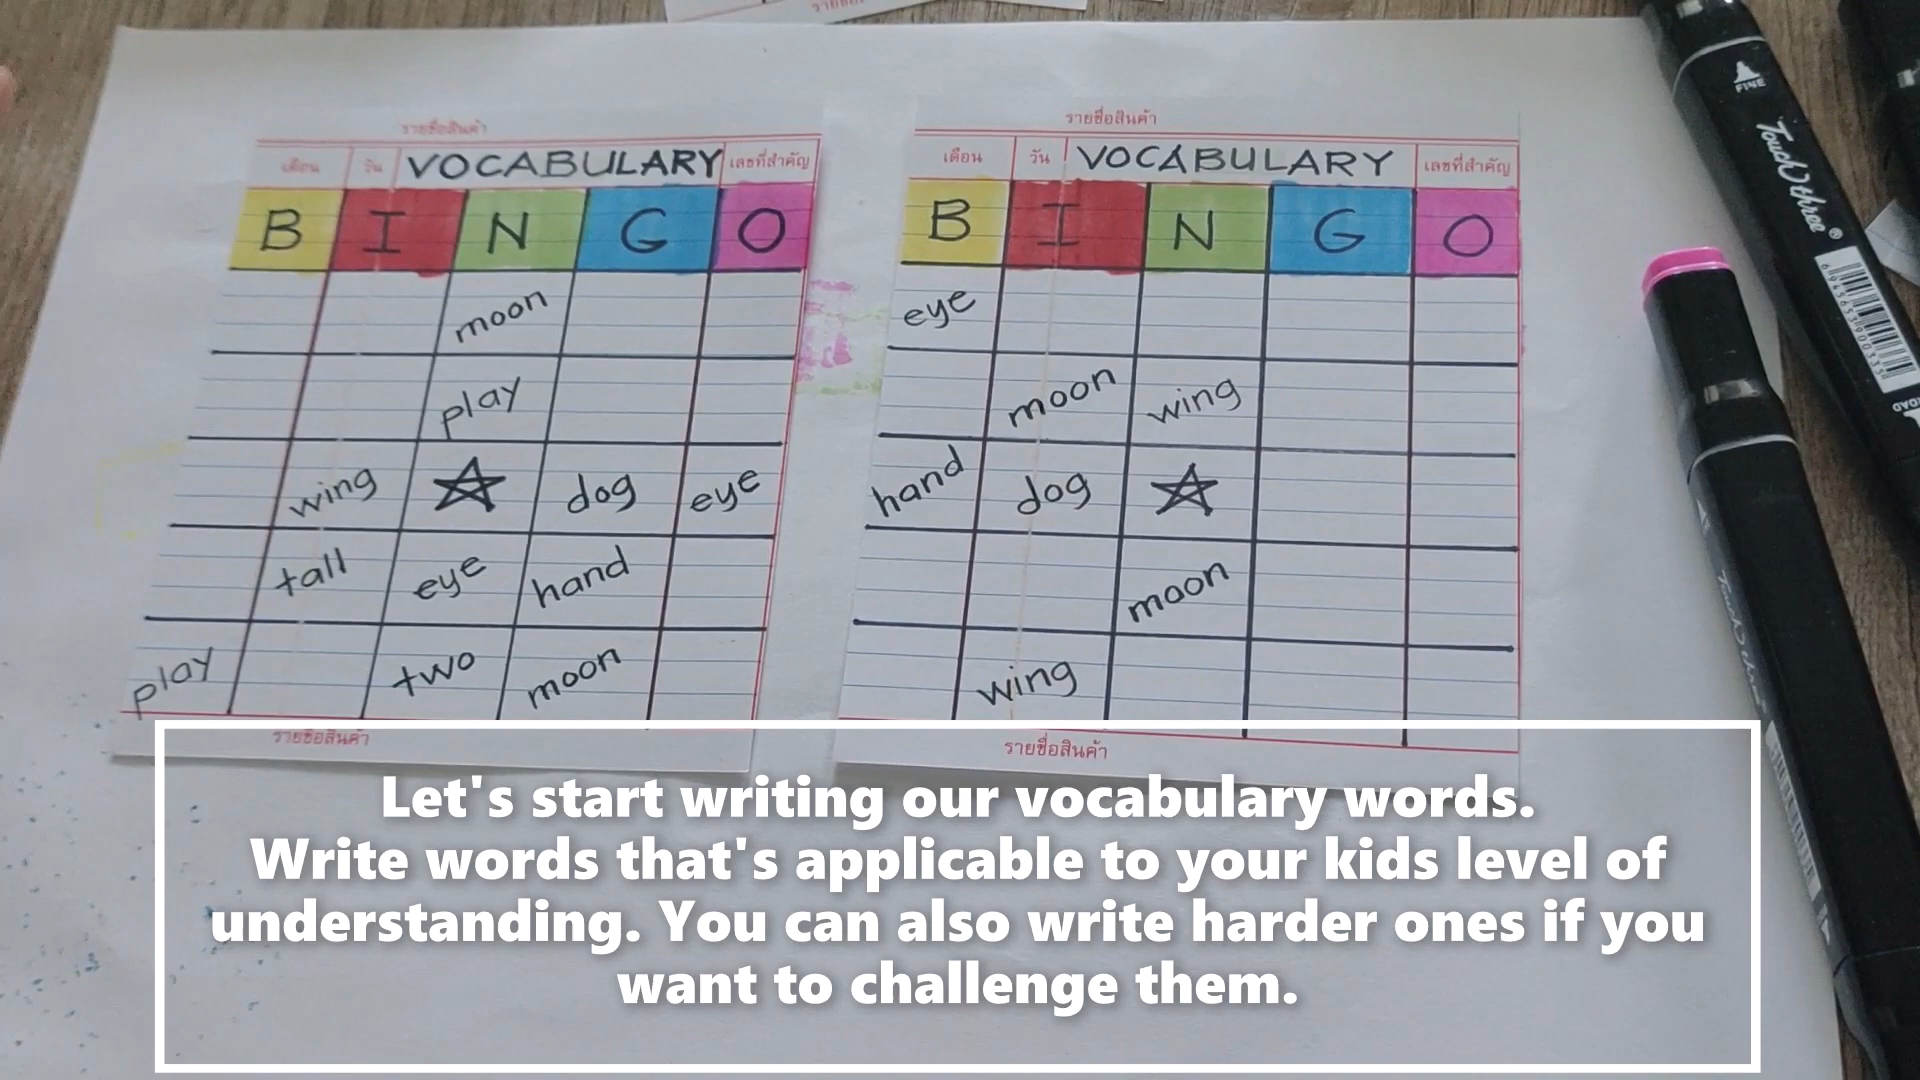 รายชื่อสินค้า
เดือน วัน VOCABULARY เลขที่สำคัญ
B I N G O
moon
play
wing dog eye
tall eye hand
play two moon
รายชื่อสินค้า
รายชื่อสินค้า
เดือน วัน VOCABULARY เลขที่สำคัญ
B I N G O
eye
moon wing
hand dog
moon
wing
รายชื่อสินค้า
FINE
Touch three ®
6945653900335
Let's start writing our vocabulary words.
Write words that's applicable to your kids level of
understanding. You can also write harder ones if you
want to challenge them.